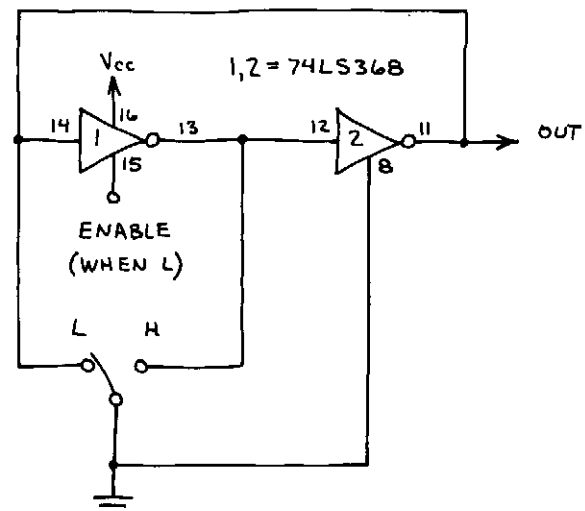 Vcc
1,2 = 74LS368
16
14
1
13
12
2
11
OUT
15
8
ENABLE
(WHEN L)
L
H